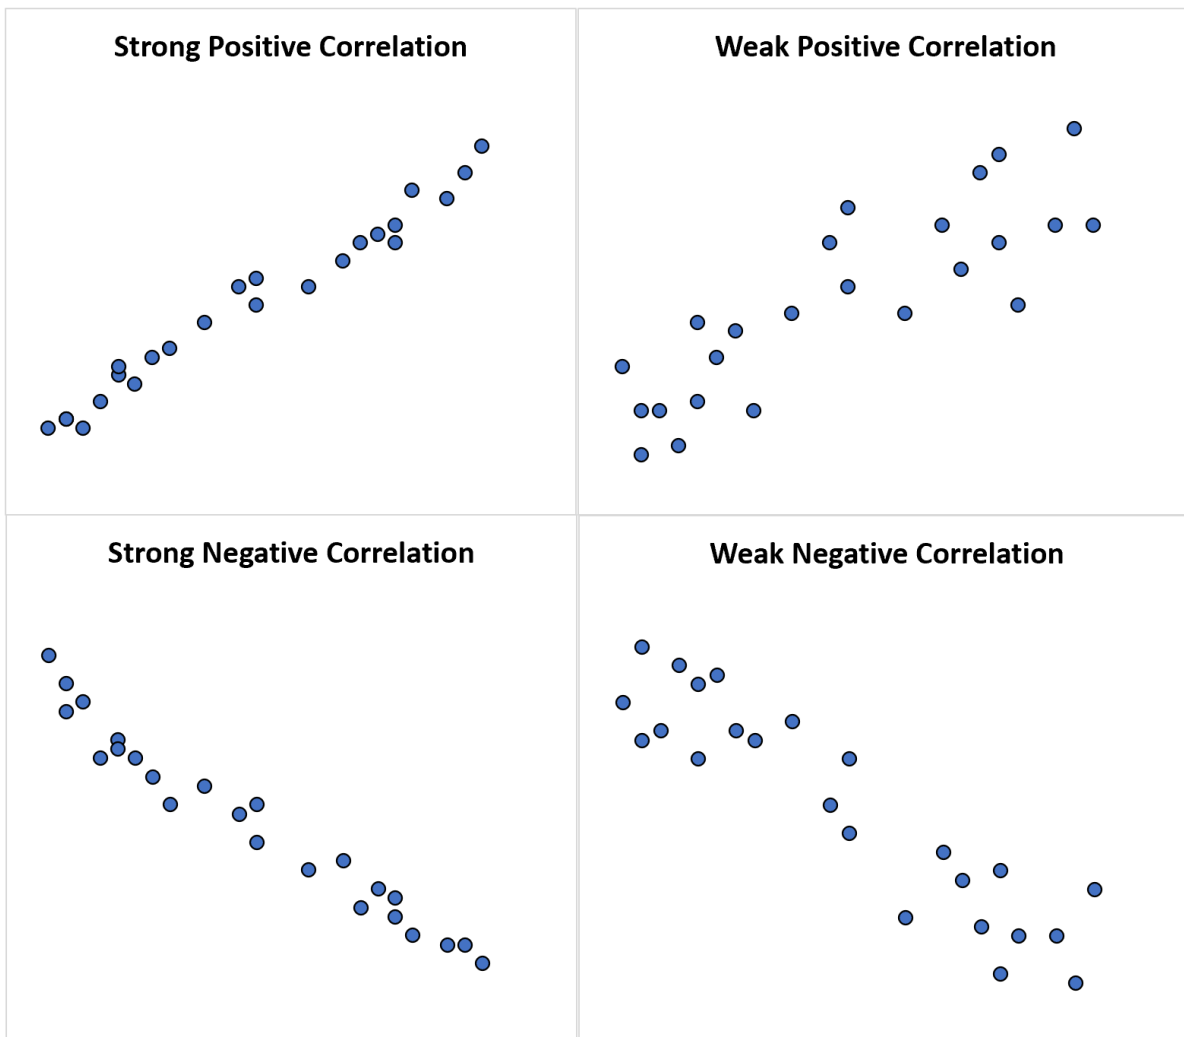 Strong Positive Correlation
Weak Positive Correlation
Strong Negative Correlation
Weak Negative Correlation